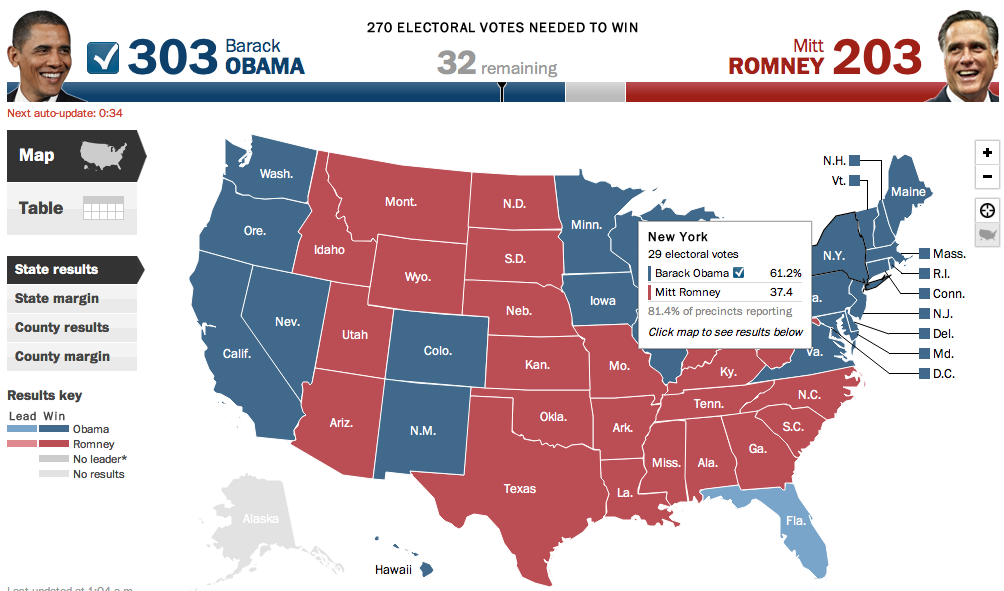 270 ELECTORAL VOTES NEEDED TO WIN
303 Barack OBAMA
32 remaining
Mitt ROMNEY 203
Next auto-update: 0:34
Map
Table
State results
State margin
County results
County margin
Results key
Lead Win
Obama
Romney
No leader*
No results
Wash.
Ore.
Calif.
Nev.
Idaho
Mont.
Wyo.
Utah
Ariz.
Colo.
N.M.
N.D.
S.D.
Neb.
Kan.
Okla.
Texas
Minn.
Iowa
Mo.
Ark.
La.
Miss.
Ala.
Tenn.
Ky.
Ga.
S.C.
N.C.
Va.
Fla.
a.
N.Y.
Maine
N.H.
Vt.
Mass.
R.I.
Conn.
N.J.
Del.
Md.
D.C.
New York
29 electoral votes
Barack Obama 61.2%
Mitt Romney 37.4
81.4% of precincts reporting
Click map to see results below
Alaska
Hawaii
+
−
Last updated at 1:04 a.m.